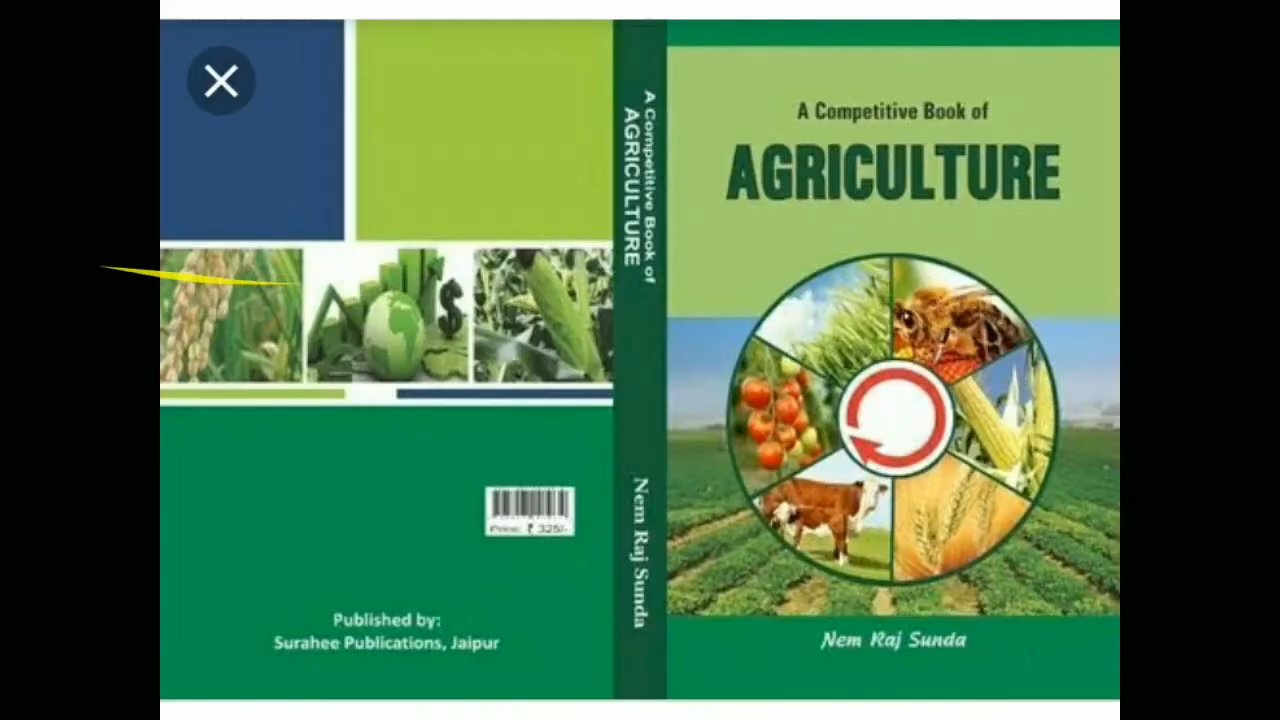 A Competitive Book of
AGRICULTURE
Nem Raj Sunda
A Competitive Book of
AGRICULTURE
Nem Raj Sunda
Price: ₹ 325/-
Published by:
Surahee Publications, Jaipur